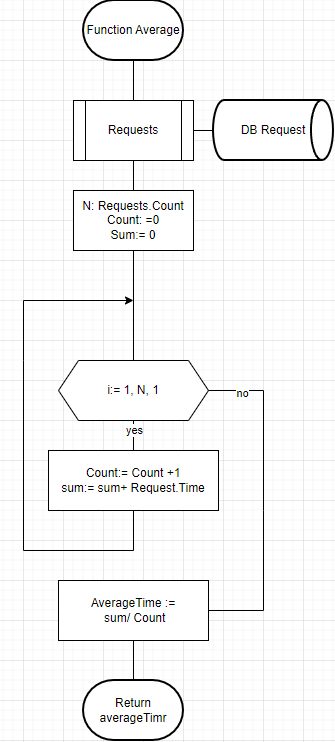 Function Average
Requests
DB Request
N: Requests.Count
Count: =0
Sum:= 0
i:= 1, N, 1
no
yes
Count:= Count +1
sum:= sum+ Request.Time
AverageTime :=
sum/ Count
Return
averageTimr